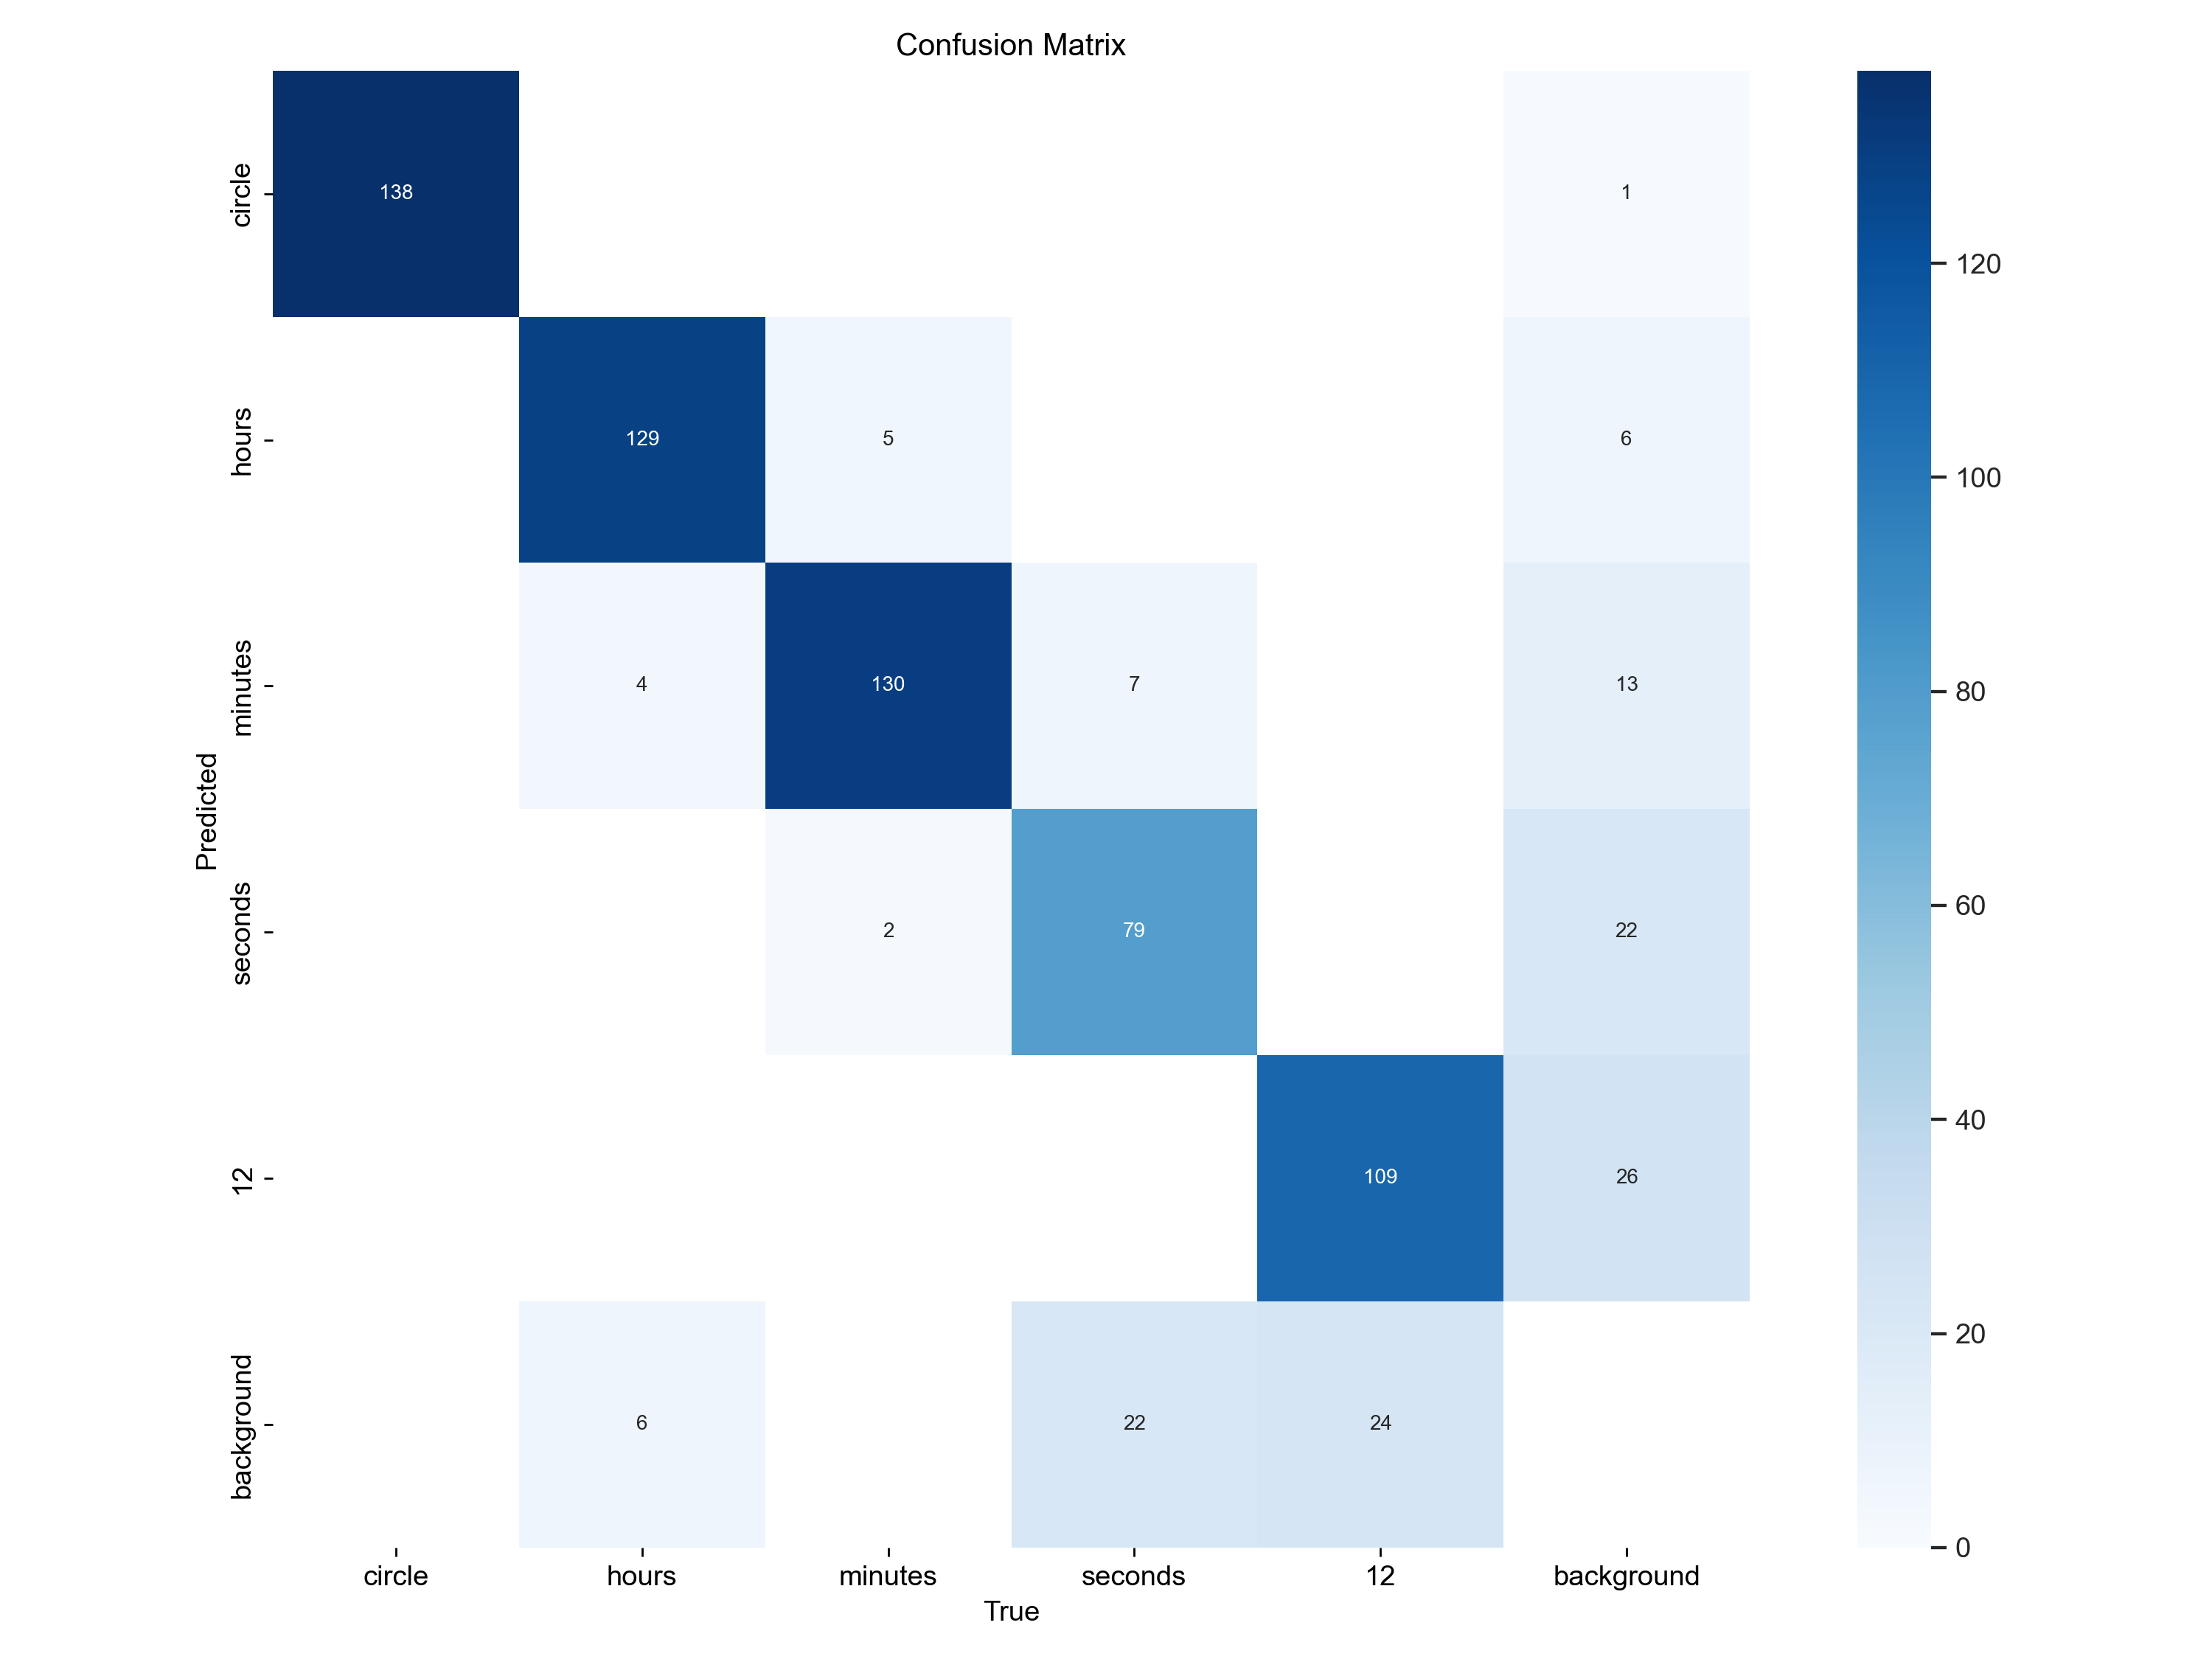 Confusion Matrix
circle
138
1
120
hours
129
5
6
100
minutes
4
130
7
13
80
Predicted
seconds
2
79
22
60
12
109
26
40
background
6
22
24
20
0
circle
hours
minutes
seconds
12
background
True